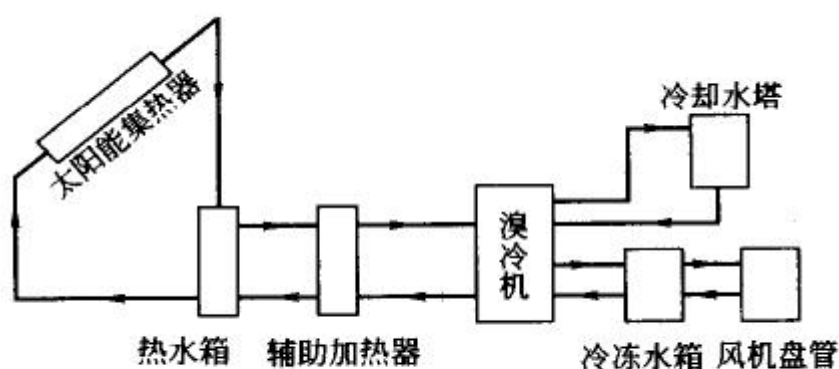 太阳能集热器
冷却水塔
溴冷机
热水箱
辅助加热器
冷冻水箱
风机盘管